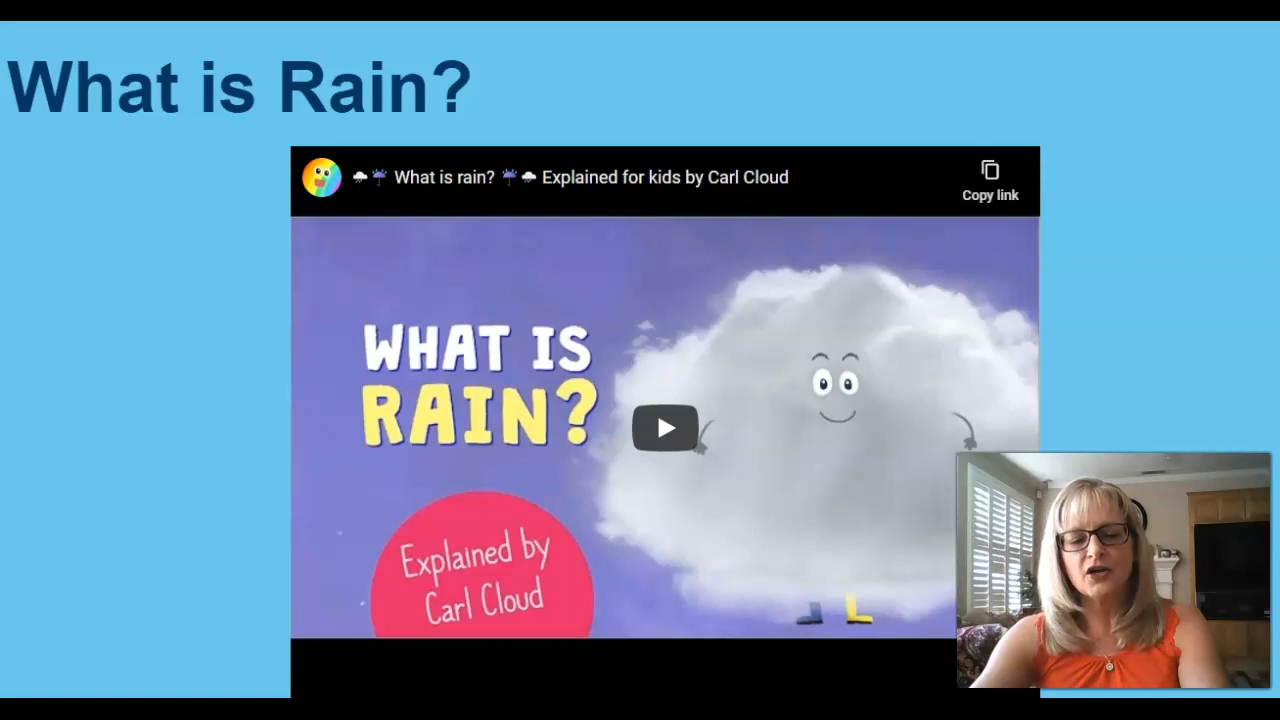 What is Rain?
🌧☔ What is rain? ☔🌧 Explained for kids by Carl Cloud
Copy link
WHAT IS
RAIN?
Explained by
Carl Cloud